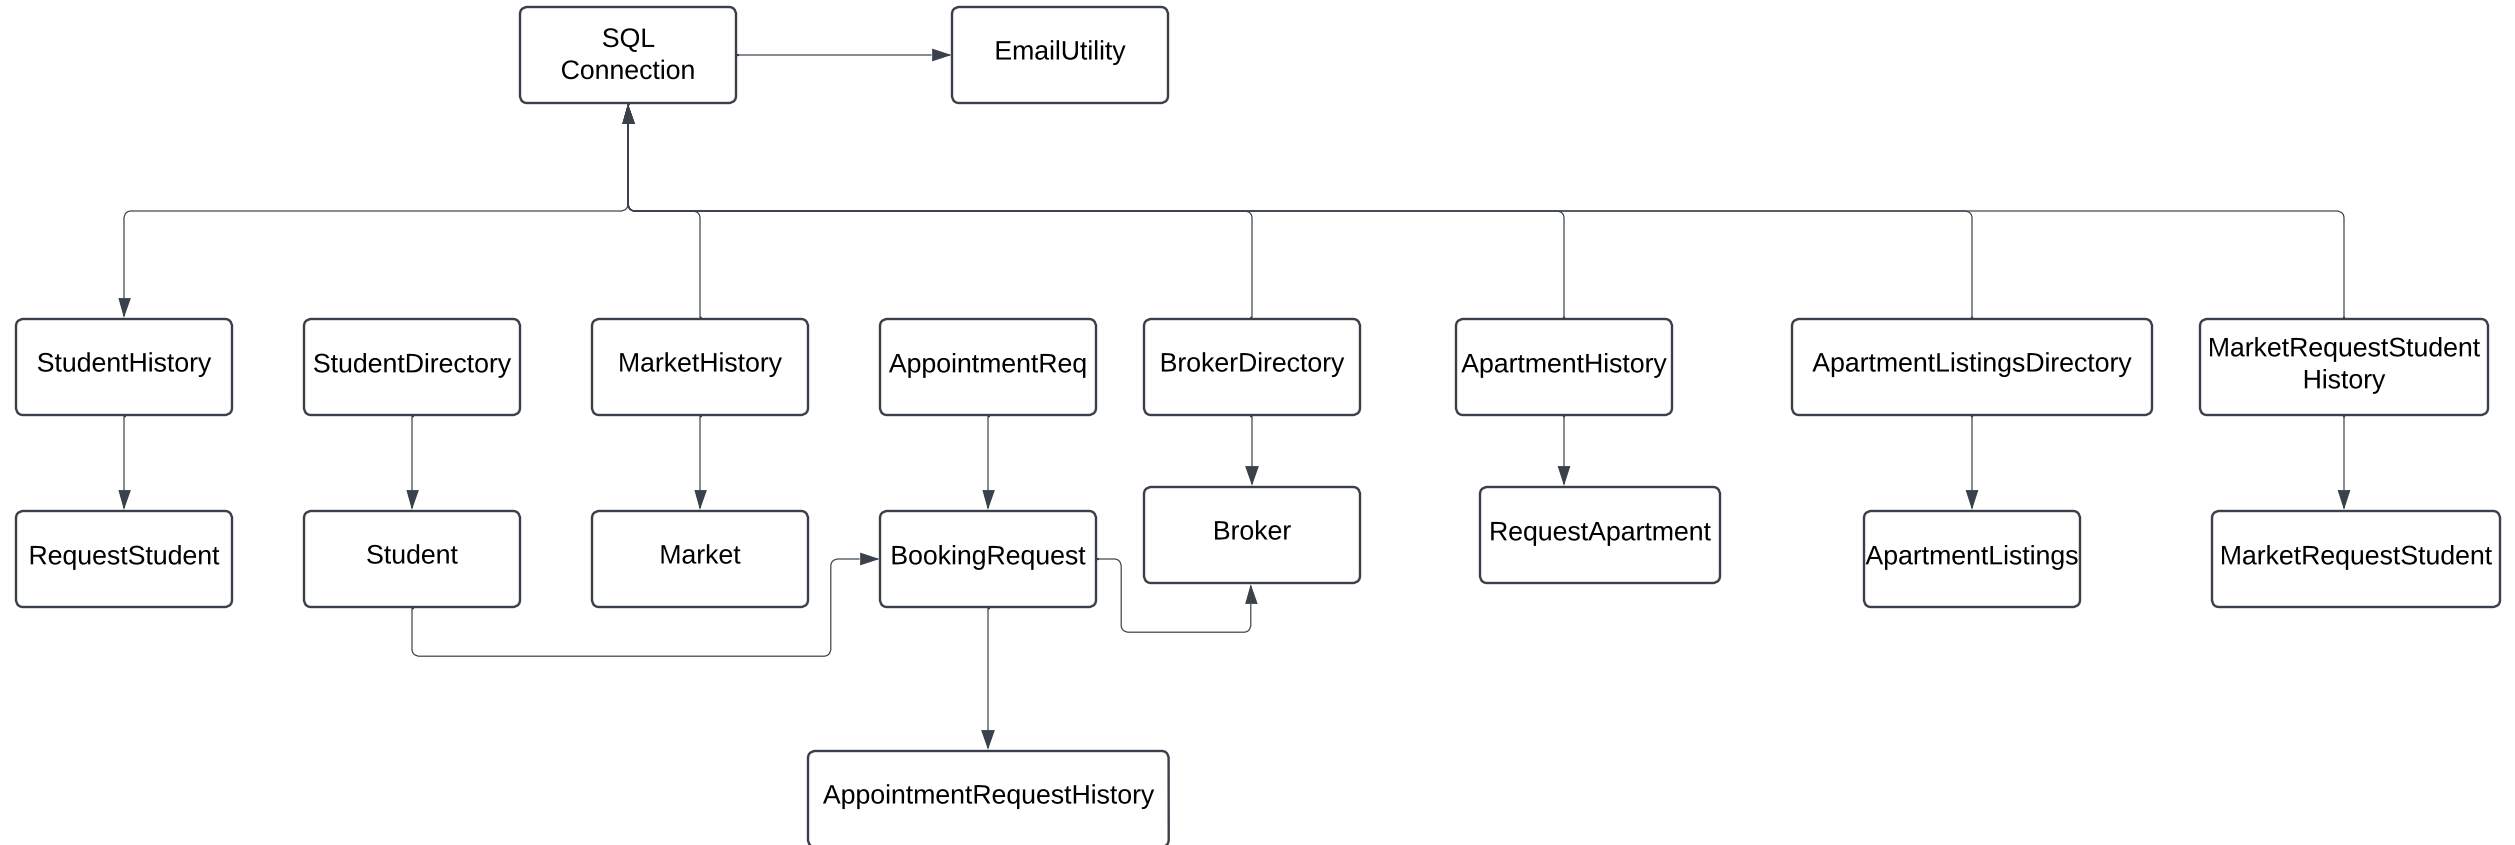 SQL
Connection
EmailUtility
StudentHistory
StudentDirectory
MarketHistory
AppointmentReq
BrokerDirectory
ApartmentHistory
ApartmentListingsDirectory
MarketRequestStudent
History
RequestStudent
Student
Market
BookingRequest
Broker
RequestApartment
ApartmentListings
MarketRequestStudent
AppointmentRequestHistory